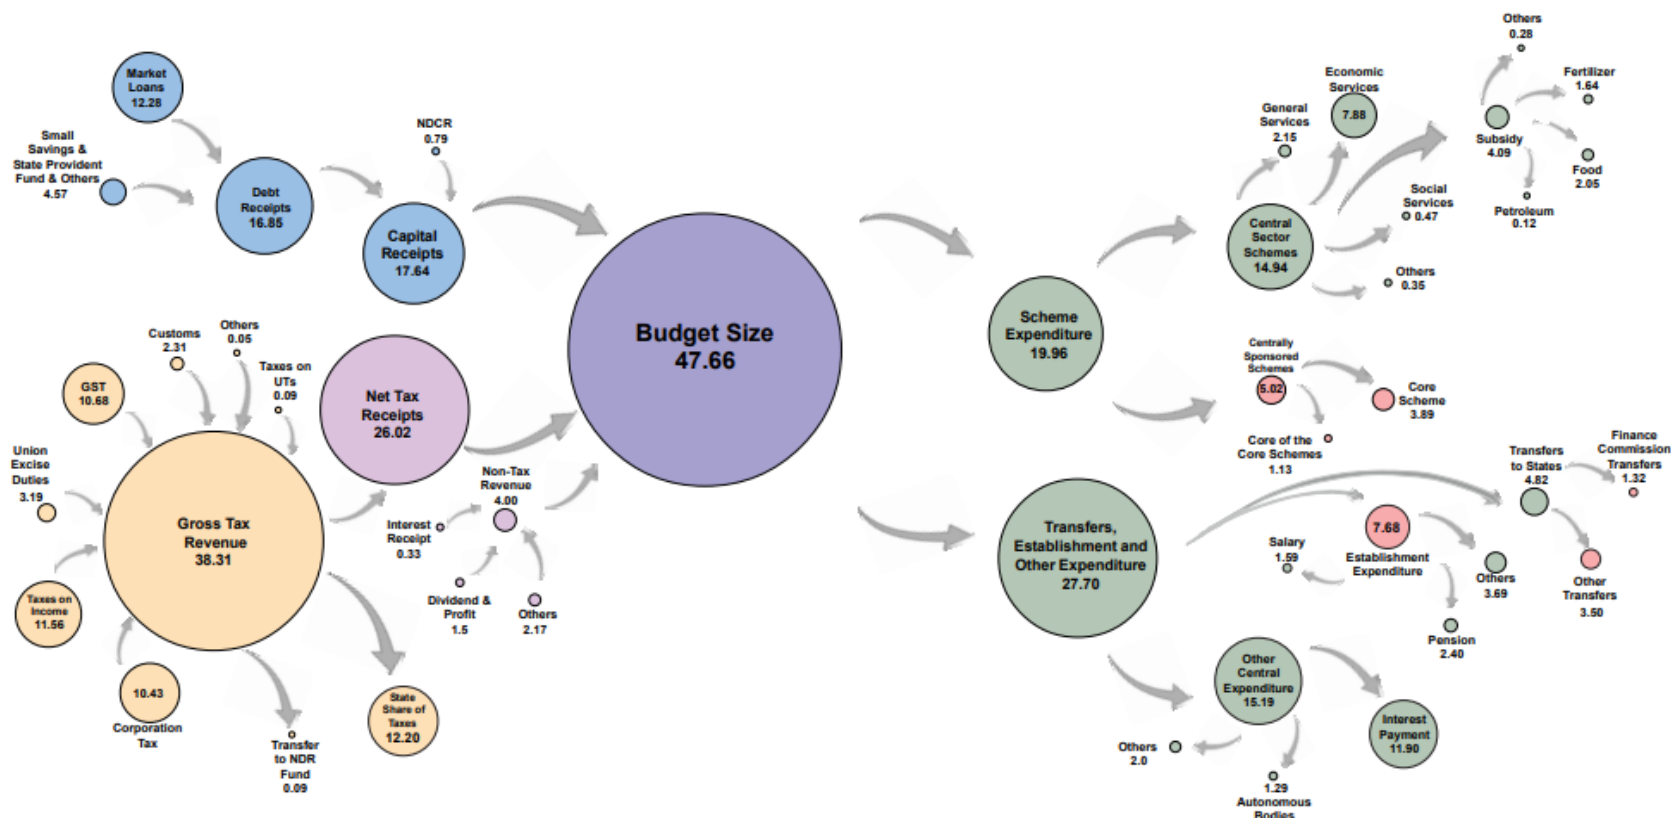 Market
Loans
12.28
Small
Savings &
State Provident
Fund & Others
4.57
Debt
Receipts
16.85
NDCR
0.79
Capital
Receipts
17.64
Budget Size
47.66
Customs
2.31
Others
0.05
Taxes on
UTs
0.09
GST
10.68
Union
Excise
Duties
3.19
Taxes on
Income
11.56
10.43
Corporation
Tax
Gross Tax
Revenue
38.31
Transfer
to NDR
Fund
0.09
State
Share of
Taxes
12.20
Net Tax
Receipts
26.02
Non-Tax
Revenue
4.00
Interest
Receipt
0.33
Dividend &
Profit
1.5
Others
2.17
Scheme
Expenditure
19.96
Central
Sector
Schemes
14.94
General
Services
2.15
Economic
Services
7.88
Subsidy
4.09
Others
0.28
Fertilizer
1.64
Food
2.05
Petroleum
0.12
Social
Services
0.47
Others
0.35
Centrally
Sponsored
Schemes
5.02
Core
Scheme
3.89
Core of the
Core Schemes
1.13
Transfers,
Establishment and
Other Expenditure
27.70
Transfers
to States
4.82
Finance
Commission
Transfers
1.32
Other
Transfers
3.50
7.68
Establishment
Expenditure
Salary
1.59
Others
3.69
Pension
2.40
Other
Central
Expenditure
15.19
Interest
Payment
11.90
Others
2.0
1.29
Autonomous
Bodies